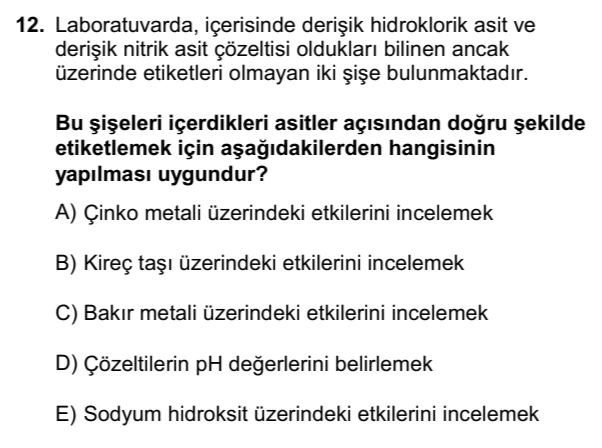 12. Laboratuvarda, içerisinde derişik hidroklorik asit ve
derişik nitrik asit çözeltisi oldukları bilinen ancak
üzerinde etiketleri olmayan iki şişe bulunmaktadır.
Bu şişeleri içerdikleri asitler açısından doğru şekilde
etiketlemek için aşağıdakilerden hangisinin
yapılması uygundur?
A) Çinko metali üzerindeki etkilerini incelemek
B) Kireç taşı üzerindeki etkilerini incelemek
C) Bakır metali üzerindeki etkilerini incelemek
D) Çözeltilerin pH değerlerini belirlemek
E) Sodyum hidroksit üzerindeki etkilerini incelemek